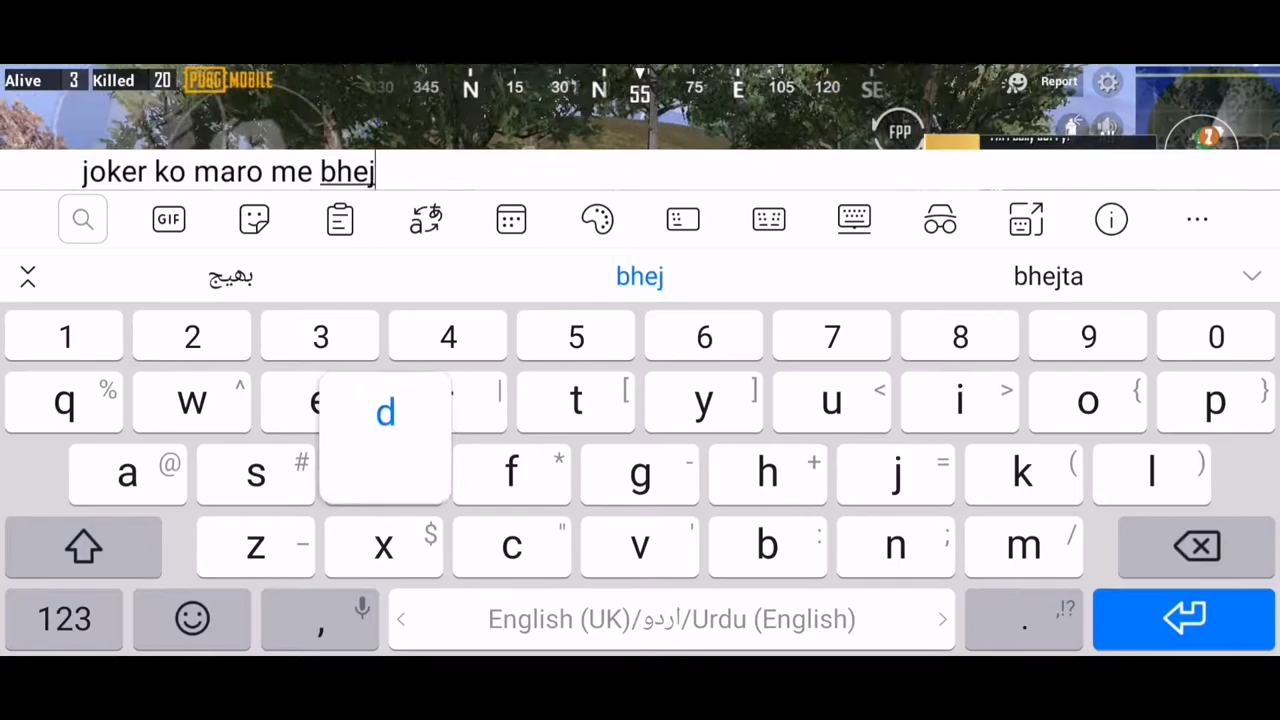 Alive 3 Killed 20 PUBG MOBILE
345 N 15 30 N 75 E 105 120 SE
55
Report
FPP
joker ko maro me bhej
GIF
بھیج bhej bhejta
1 2 3 4 5 6 7 8 9 0
q % w ^ e | t [ y ] u < i > o { p }
d
a @ s # f * g - h + j = k ( l )
z _ x $ c " v ' b : n ; m /
123 , English (UK)/اردو/Urdu (English) . ,!?